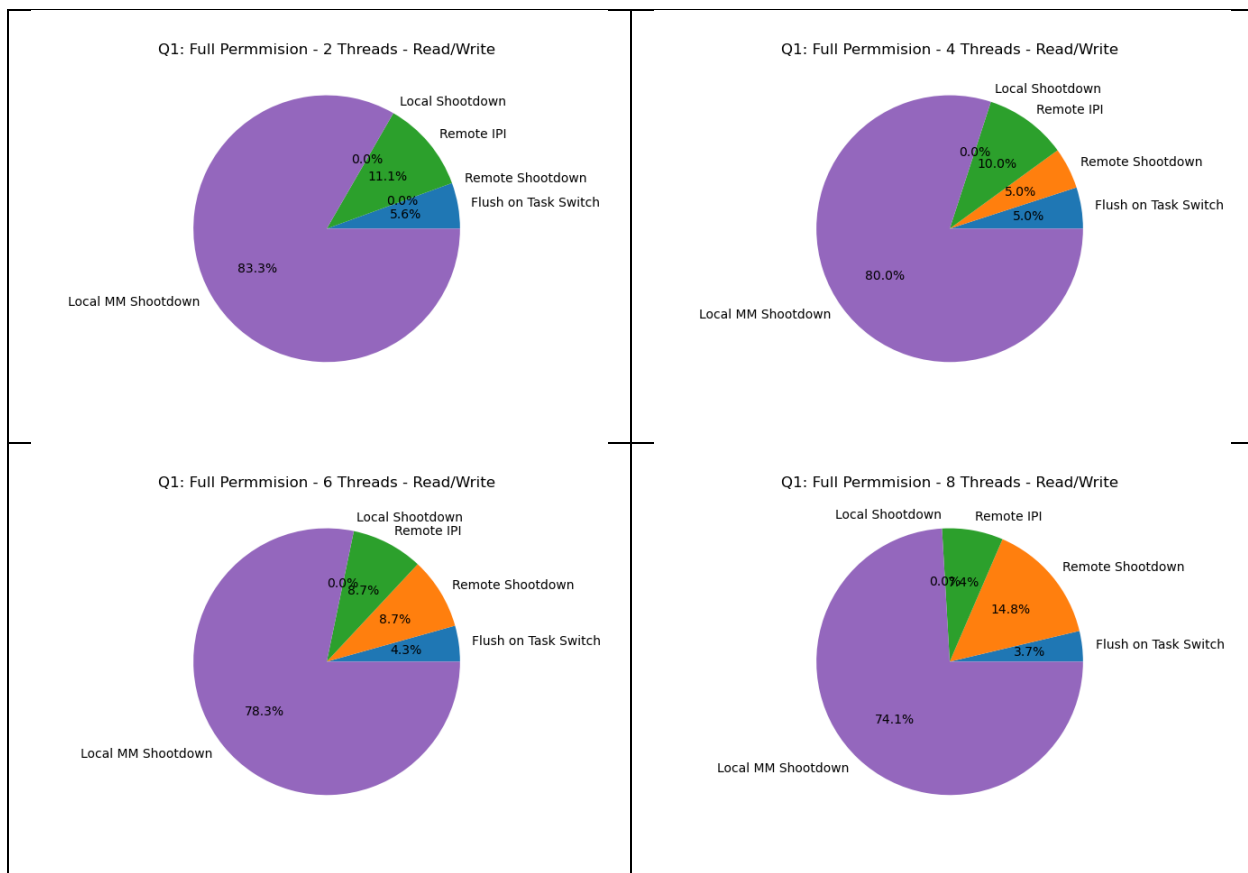 Q1: Full Permmision - 2 Threads - Read/Write
Local Shootdown
Remote IPI
0.0%
11.1%
Remote Shootdown
0.0%
Flush on Task Switch
5.6%
83.3%
Local MM Shootdown
Q1: Full Permmision - 4 Threads - Read/Write
Local Shootdown
Remote IPI
0.0%
10.0%
Remote Shootdown
5.0%
Flush on Task Switch
5.0%
80.0%
Local MM Shootdown
Q1: Full Permmision - 6 Threads - Read/Write
Local Shootdown
Remote IPI
0.0%
8.7%
Remote Shootdown
8.7%
Flush on Task Switch
4.3%
78.3%
Local MM Shootdown
Q1: Full Permmision - 8 Threads - Read/Write
Local Shootdown
Remote IPI
Remote Shootdown
0.0%
7.4%
14.8%
Flush on Task Switch
3.7%
74.1%
Local MM Shootdown